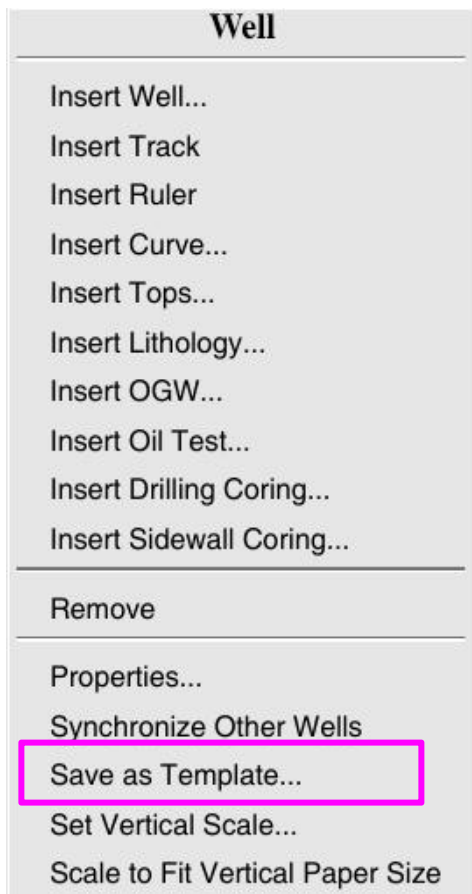 Well
Insert Well...
Insert Track
Insert Ruler
Insert Curve...
Insert Tops...
Insert Lithology...
Insert OGW...
Insert Oil Test...
Insert Drilling Coring...
Insert Sidewall Coring...
Remove
Properties...
Synchronize Other Wells
Save as Template...
Set Vertical Scale...
Scale to Fit Vertical Paper Size